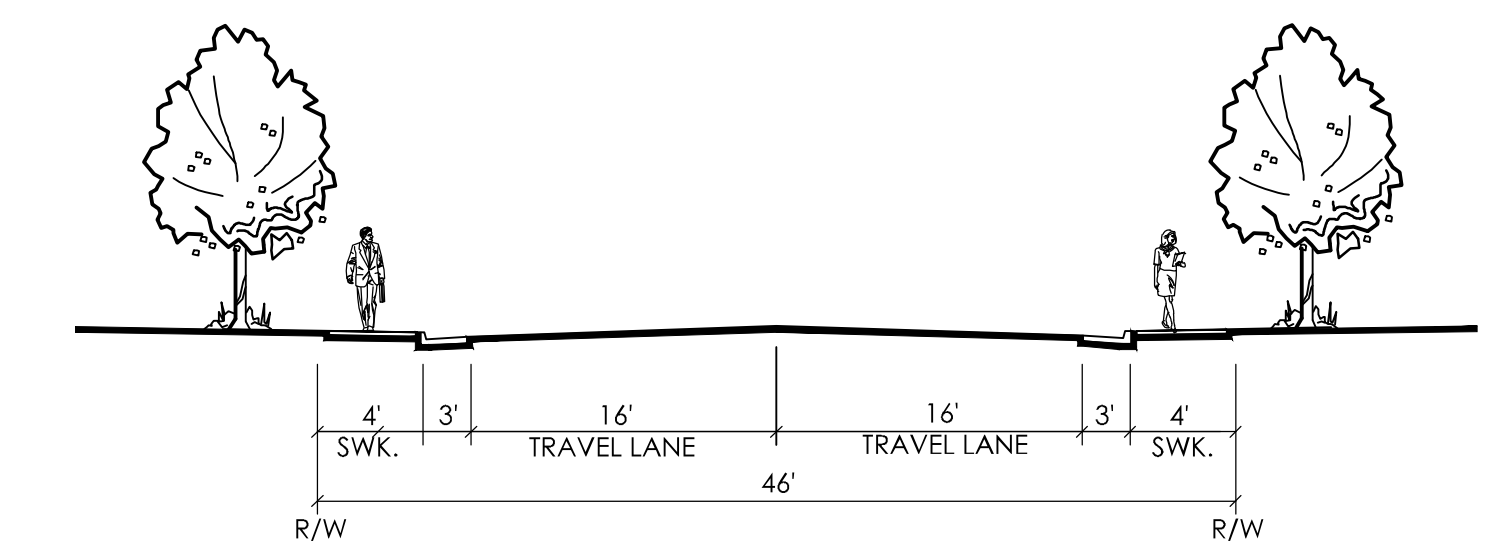 4' 3' 16' 16' 3' 4'
SWK. TRAVEL LANE TRAVEL LANE SWK.
46'
R/W R/W